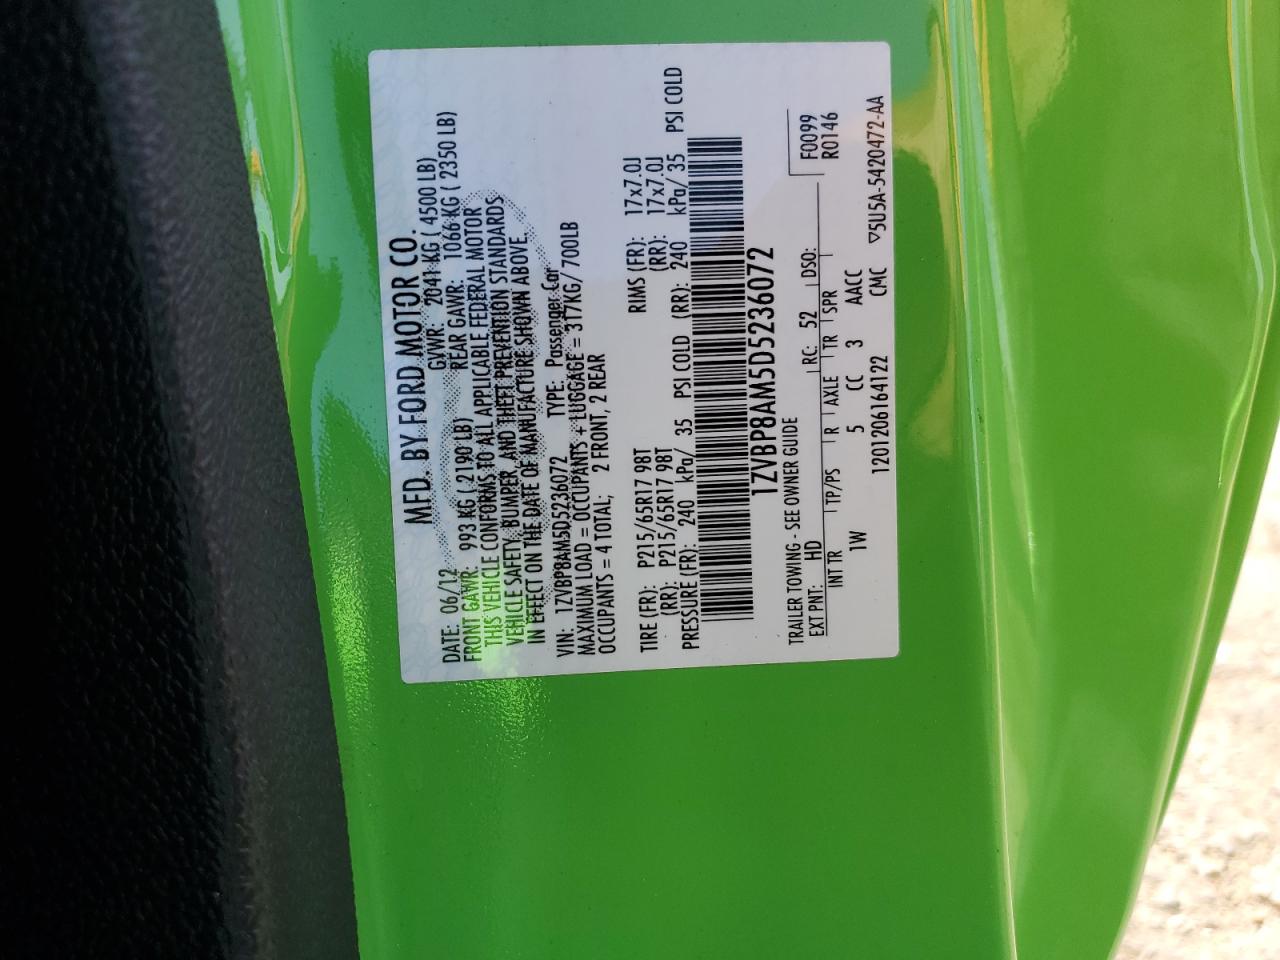 MFD. BY FORD MOTOR CO.
DATE: 06/12 GVWR: 2041 KG ( 4500 LB)
FRONT GAWR: 993 KG ( 2190 LB) REAR GAWR: 1066 KG ( 2350 LB)
THIS VEHICLE CONFORMS TO ALL APPLICABLE FEDERAL MOTOR
VEHICLE SAFETY, BUMPER, AND THEFT PREVENTION STANDARDS
IN EFFECT ON THE DATE OF MANUFACTURE SHOWN ABOVE.
VIN: 1ZVBP8AM5D5236072 TYPE: Passenger Car
MAXIMUM LOAD = OCCUPANTS + LUGGAGE = 317KG/ 700LB
OCCUPANTS = 4 TOTAL; 2 FRONT, 2 REAR
TIRE (FR): P215/65R17 98T RIMS (FR): 17x7.0J
(RR): P215/65R17 98T (RR): 17x7.0J
PRESSURE (FR): 240 kPa/ 35 PSI COLD (RR): 240 kPa/ 35 PSI COLD
1ZVBP8AM5D5236072
TRAILER TOWING - SEE OWNER GUIDE F0099
R0146
EXT PNT: HD RC: 52 DSO:
INT TR TP/PS R AXLE TR SPR
1W 5 CC 3 AACC
1201206164122 CMC ▽5U5A-5420472-AA